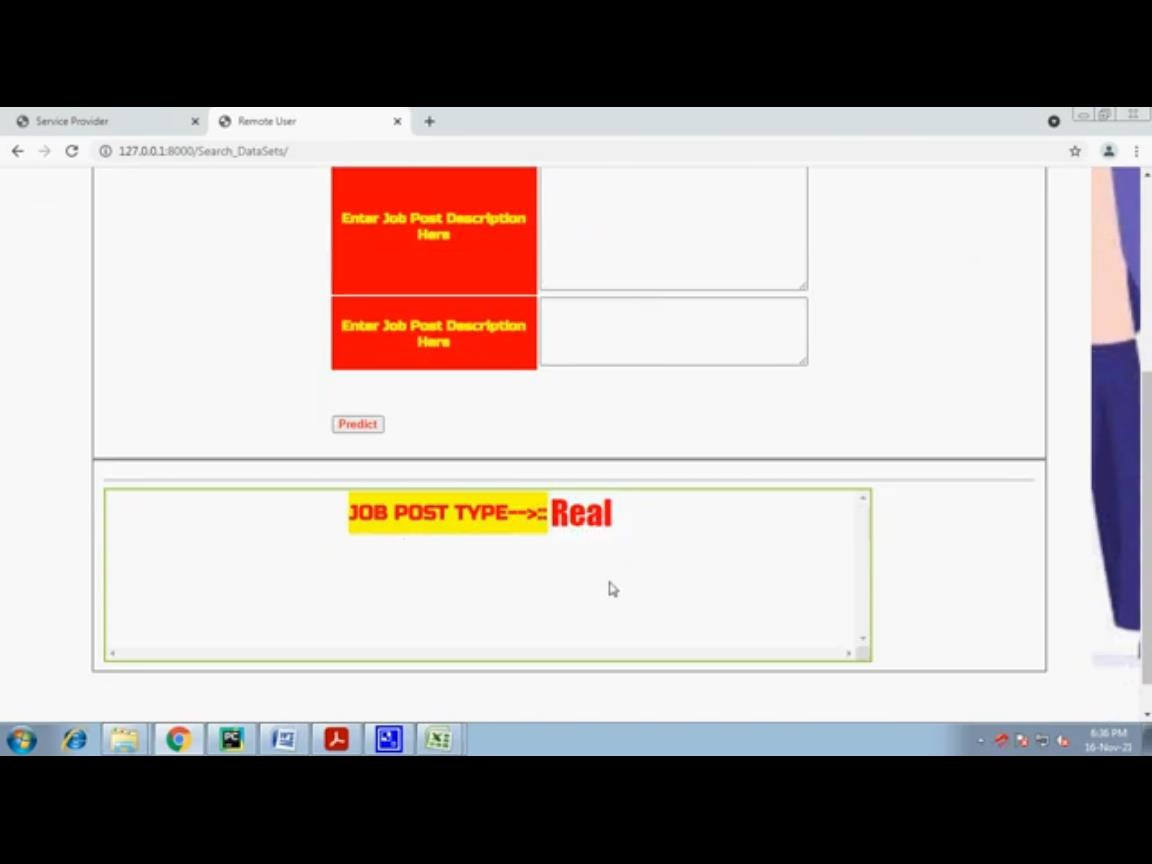 Service Provider
Remote User
127.0.0.1:8000/Search_DataSets/
Enter Job Post Description
Here
Enter Job Post Description
Here
Predict
JOB POST TYPE-->:: Real
PC
6:36 PM
16-Nov-21